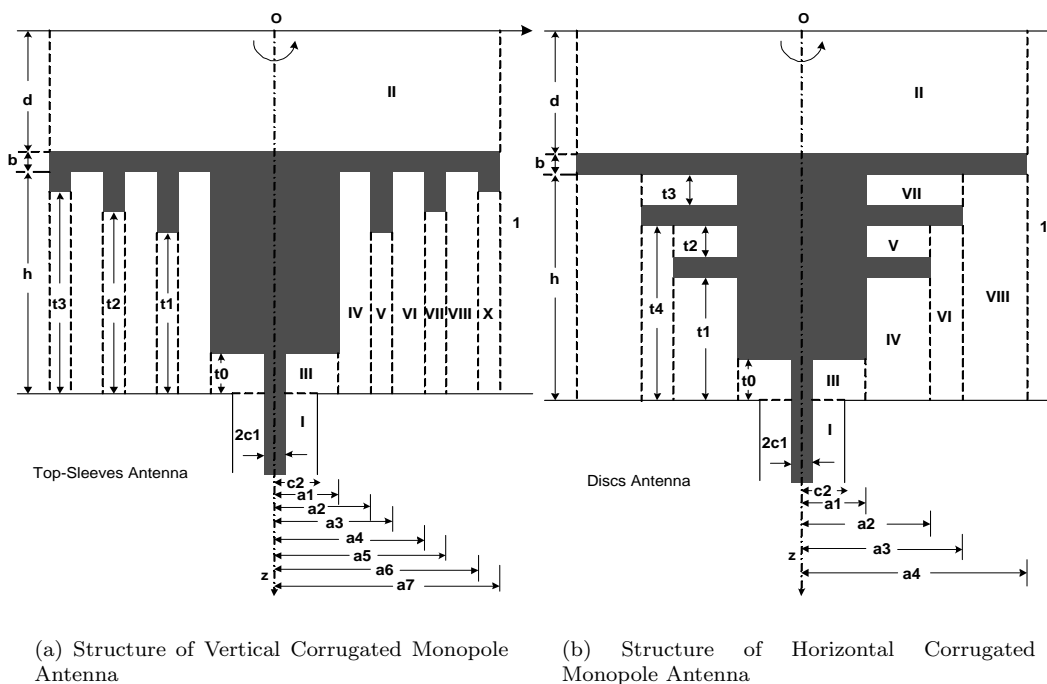 O
II
d
b
h
1
t3
t2
t1
IV
V
VI
VII
VIII
X
t0
III
I
2c1
Top-Sleeves Antenna
c2
a1
a2
a3
a4
a5
a6
a7
z
(a) Structure of Vertical Corrugated Monopole
Antenna
O
II
d
b
h
1
t3
VII
t2
V
t4
t1
VI
VIII
IV
t0
III
I
2c1
Discs Antenna
c2
a1
a2
a3
a4
z
(b) Structure of Horizontal Corrugated
Monopole Antenna